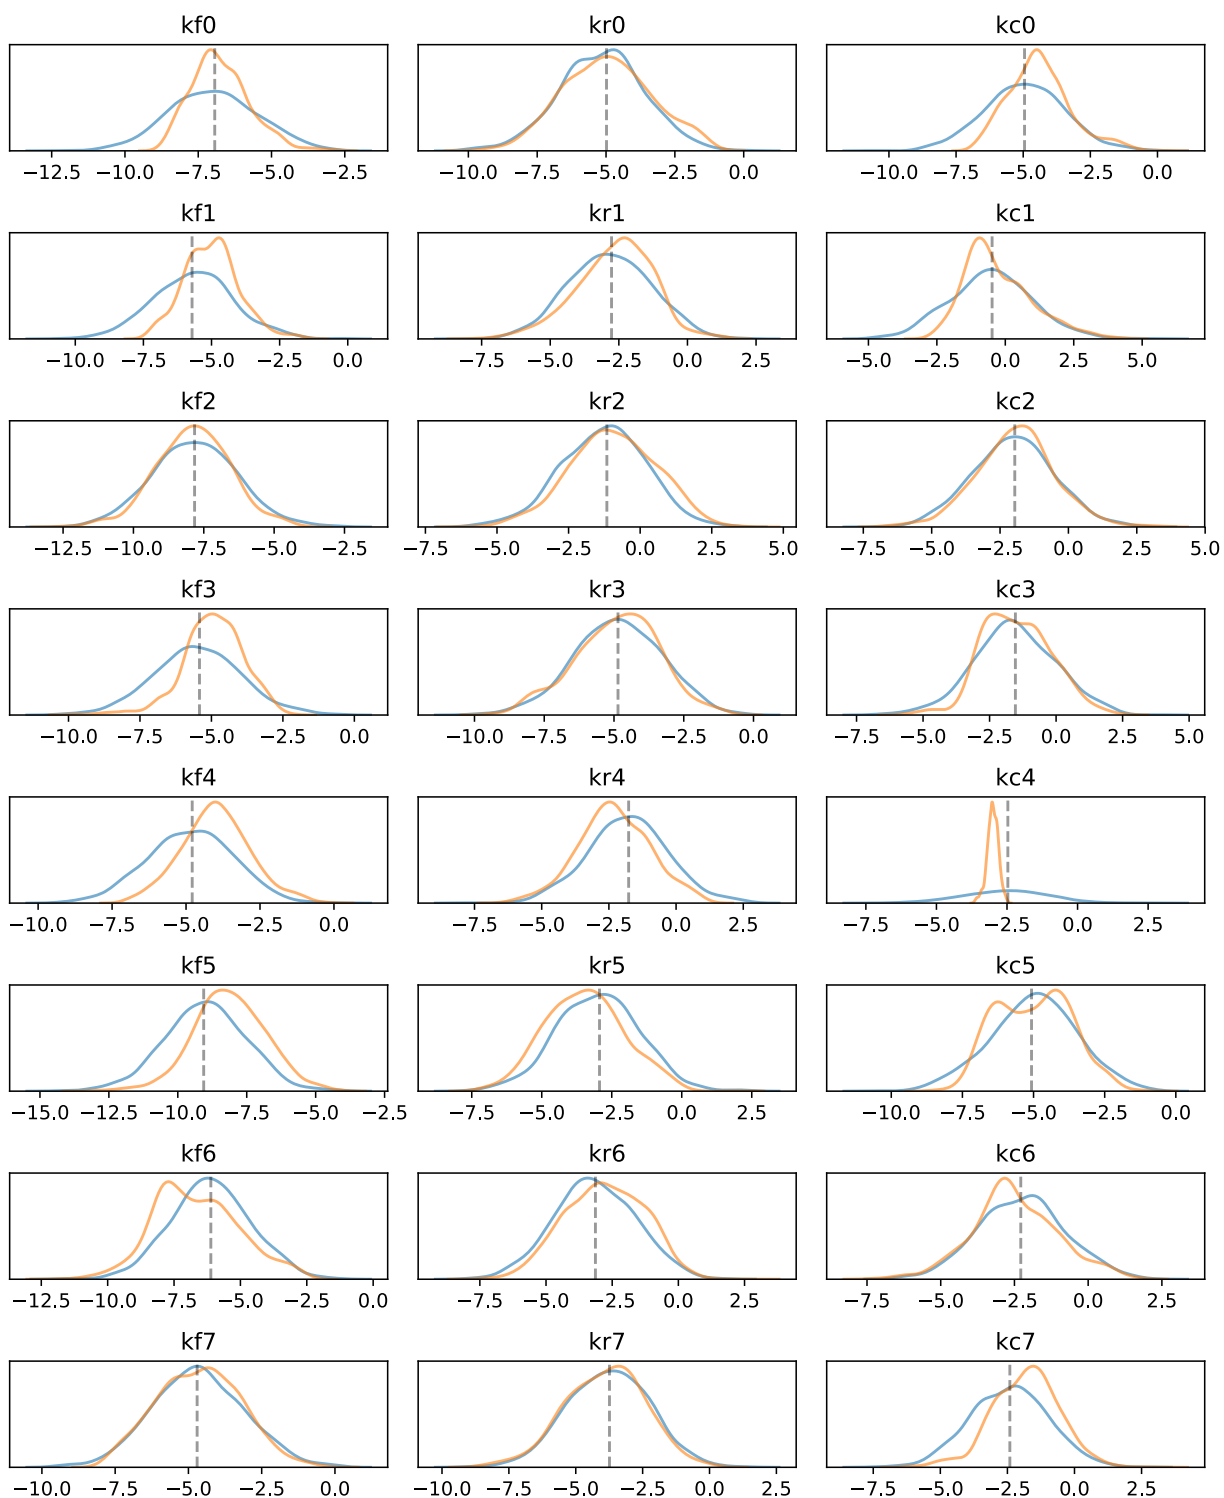 kf0 kr0 kc0
−12.5 −10.0 −7.5 −5.0 −2.5 −10.0 −7.5 −5.0 −2.5 0.0 −10.0 −7.5 −5.0 −2.5 0.0
kf1 kr1 kc1
−10.0 −7.5 −5.0 −2.5 0.0 −7.5 −5.0 −2.5 0.0 2.5 −5.0 −2.5 0.0 2.5 5.0
kf2 kr2 kc2
−12.5 −10.0 −7.5 −5.0 −2.5 −7.5 −5.0 −2.5 0.0 2.5 5.0 −7.5 −5.0 −2.5 0.0 2.5 5.0
kf3 kr3 kc3
−10.0 −7.5 −5.0 −2.5 0.0 −10.0 −7.5 −5.0 −2.5 0.0 −7.5 −5.0 −2.5 0.0 2.5 5.0
kf4 kr4 kc4
−10.0 −7.5 −5.0 −2.5 0.0 −7.5 −5.0 −2.5 0.0 2.5 −7.5 −5.0 −2.5 0.0 2.5
kf5 kr5 kc5
−15.0 −12.5 −10.0 −7.5 −5.0 −2.5 −7.5 −5.0 −2.5 0.0 2.5 −10.0 −7.5 −5.0 −2.5 0.0
kf6 kr6 kc6
−12.5 −10.0 −7.5 −5.0 −2.5 0.0 −7.5 −5.0 −2.5 0.0 2.5 −7.5 −5.0 −2.5 0.0 2.5
kf7 kr7 kc7
−10.0 −7.5 −5.0 −2.5 0.0 −10.0 −7.5 −5.0 −2.5 0.0 2.5 −7.5 −5.0 −2.5 0.0 2.5